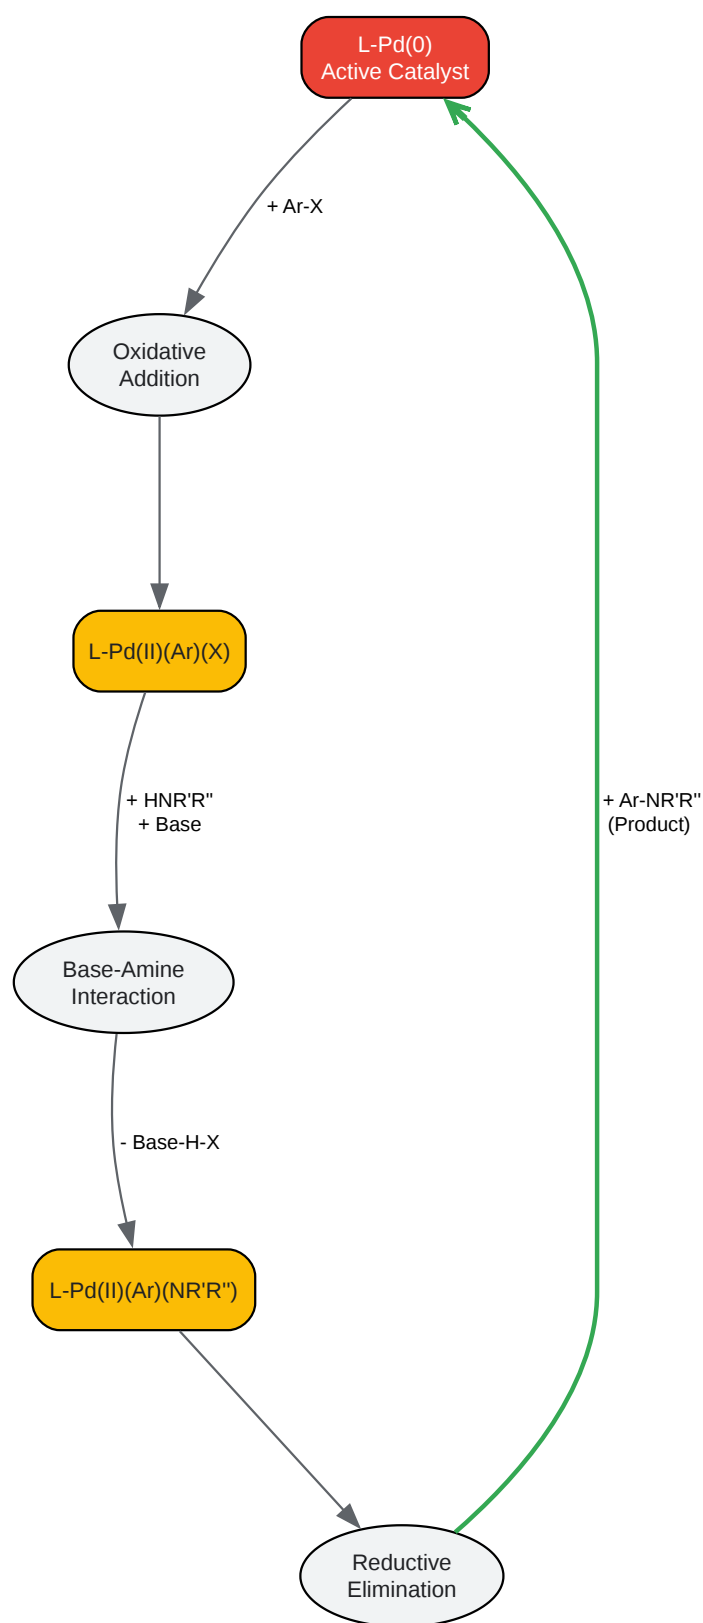 L-Pd(0)
Active Catalyst
+ Ar-X
Oxidative
Addition
L-Pd(II)(Ar)(X)
+ HNR'R''
+ Base
+ Ar-NR'R''
(Product)
Base-Amine
Interaction
- Base-H-X
L-Pd(II)(Ar)(NR'R'')
Reductive
Elimination